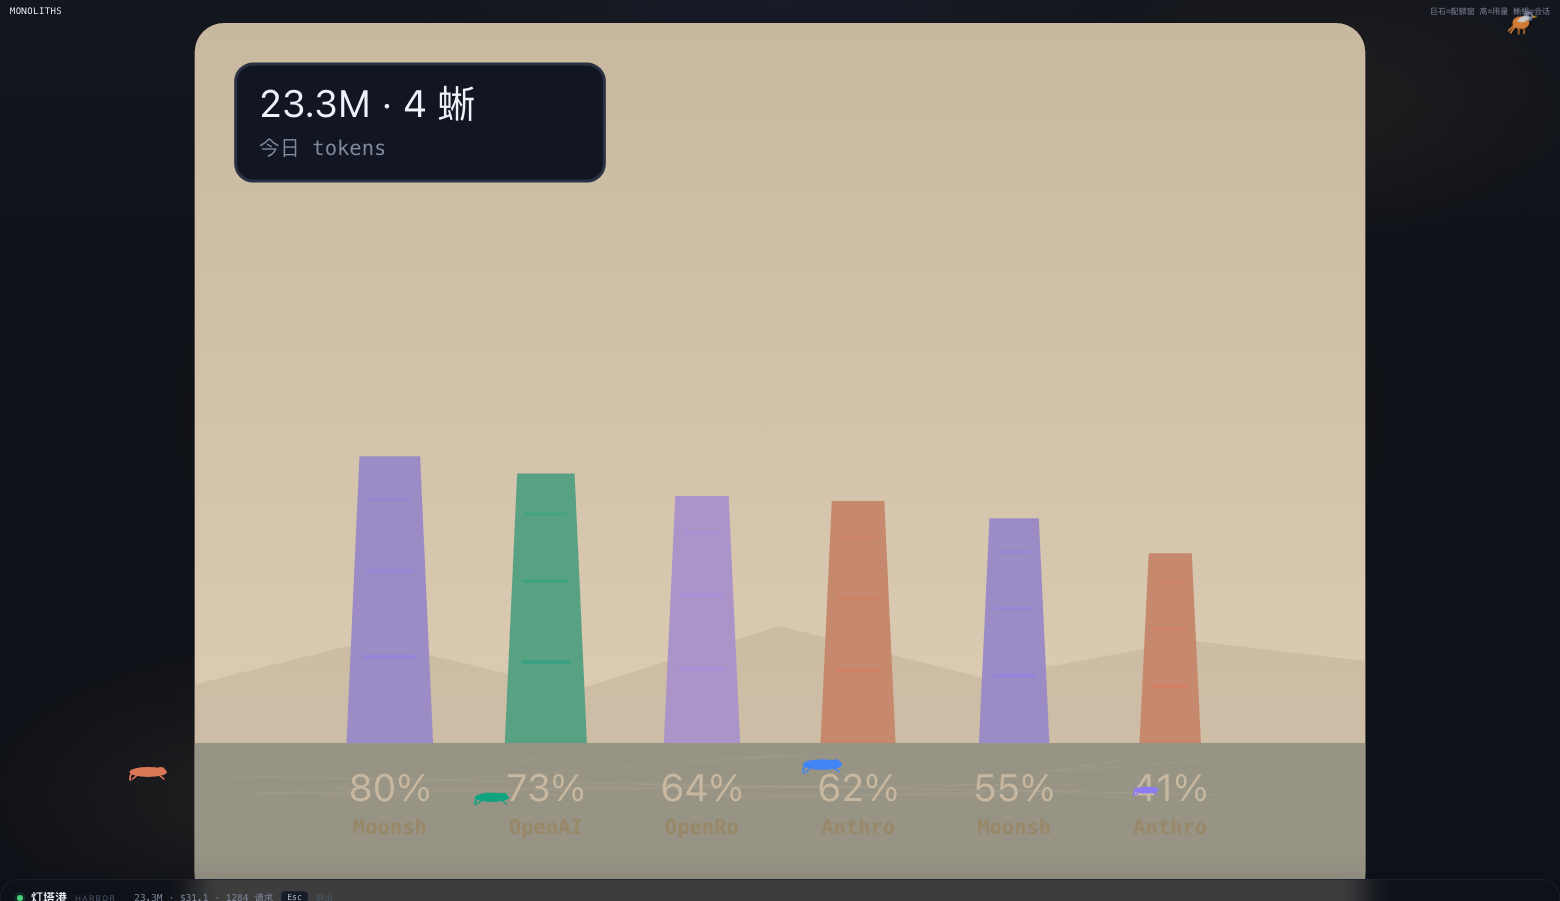 MONOLITHS
巨石=配额窗 高=用量 蜥蜴=会话
23.3M · 4 蜥
今日 tokens
80% 73% 64% 62% 55% 41%
Moonsh OpenAI OpenRo Anthro Moonsh Anthro
灯塔港 HARBOR 23.3M · $31.1 · 1284 请求 Esc 退出